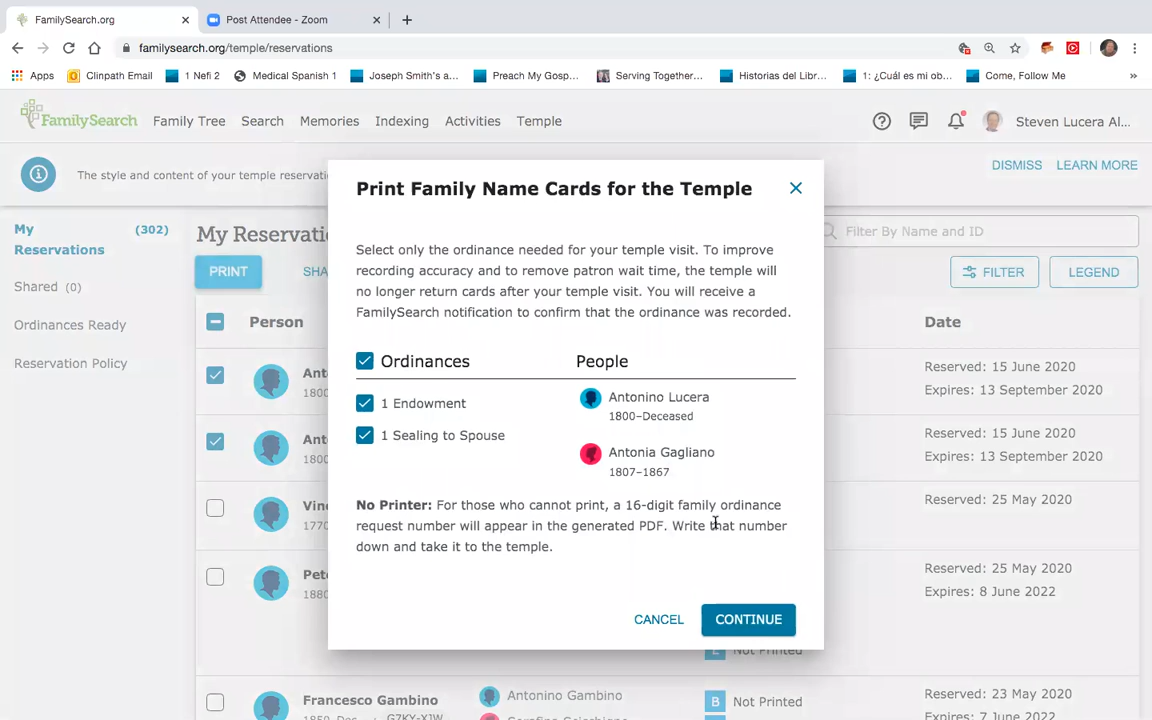 FamilySearch.org
Post Attendee - Zoom
familysearch.org/temple/reservations
Apps
Clinpath Email
1 Nefi 2
Medical Spanish 1
Joseph Smith's a...
Preach My Gosp...
Serving Together...
Historias del Libr...
1: ¿Cuál es mi ob...
Come, Follow Me
»
FamilySearch
Family Tree
Search
Memories
Indexing
Activities
Temple
Steven Lucera Al...
The style and content of your temple
DISMISS
LEARN MORE
My
Reservations
(302)
Shared (0)
Ordinances Ready
Reservation Policy
My
Filter By Name and ID
PRINT
FILTER
LEGEND
Person
Date
Reserved: 15 June 2020
Expires: 13 September 2020
1800
Reserved: 15 June 2020
Expires: 13 September 2020
1800
Reserved: 25 May 2020
Reserved: 25 May 2020
Expires: 8 June 2022
Not Printed
Francesco Gambino
Antonino Gambino
B
Not Printed
Reserved: 23 May 2020
Expires: 7 June 2022
Print Family Name Cards for the Temple
Select only the ordinance needed for your temple visit. To improve
recording accuracy and to remove patron wait time, the temple will
no longer return cards after your temple visit. You will receive a
FamilySearch notification to confirm that the ordinance was recorded.
Ordinances
People
1 Endowment
1 Sealing to Spouse
Antonino Lucera
1800–Deceased
Antonia Gagliano
1807–1867
No Printer: For those who cannot print, a 16-digit family ordinance
request number will appear in the generated PDF. Write that number
down and take it to the temple.
CANCEL
CONTINUE